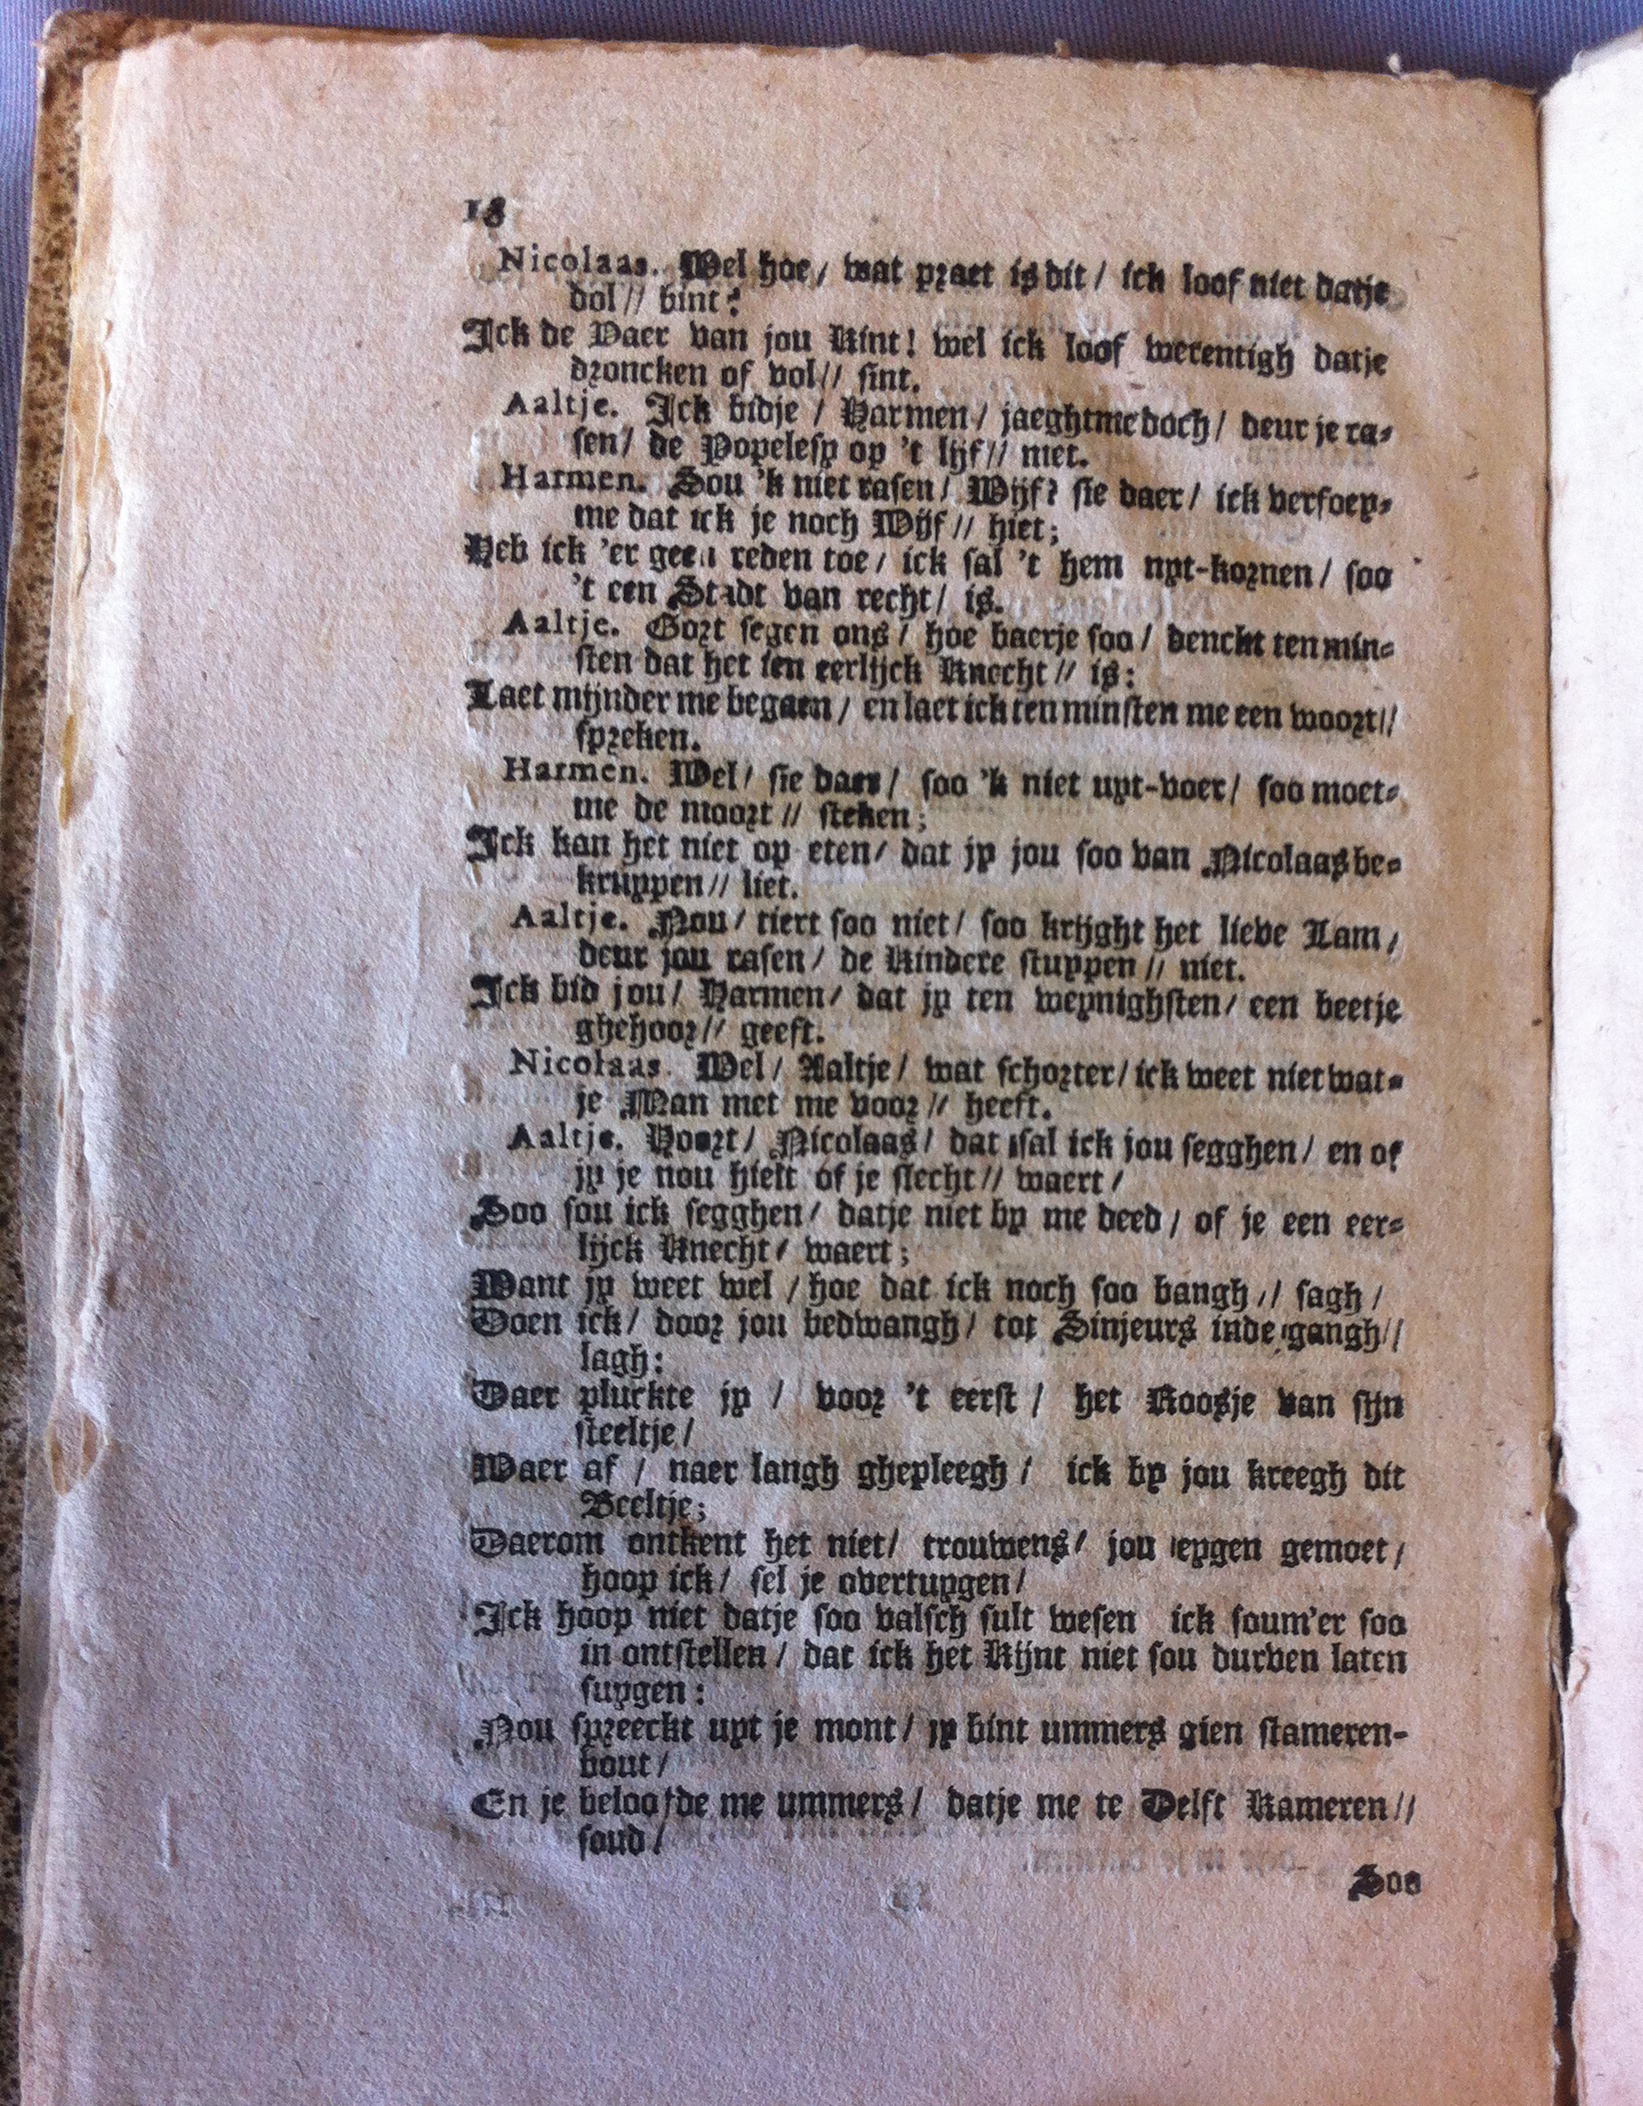 18
Nicolaas. Wel hoe / wat praet is dit / ick loof niet datje
dol // bint?
Ick de Vaer van jou Kint! wel ick loof werentigh datje
droncken of vol // sint.
Aaltje. Ick bidje / Harmen / jaeghtme doch / deur je ra-
sen / de Popelesy op 't lijf // niet.
Harmen. Sou 'k niet rasen / Wijf? sie daer / ick verfoey-
me dat ick je noch Wijf // hiet;
Heb ick 'er geen reden toe / ick sal 't hem uyt-kornen / soo
't een Stadt van recht / is.
Aaltje. Gort segen ons / hoe baerje soo / denckt ten min-
sten dat het ien eerlijck Knecht // is:
Laet mijnder me begaen / en laet ick ten minsten me een woort //
spreken.
Harmen. Wel / sie daer / soo 'k niet uyt-voer / soo moet-
me de moort // steken;
Ick kan het niet op eten / dat jy jou soo van Nicolaas be-
kruypen // liet.
Aaltje. Nou / tiert soo niet / soo krijght het lieve Lam /
deur jou rasen / de Kindere stuypen // niet.
Ick bid jou / Harmen / dat jy ten weynighsten / een beetje
ghehoor // geeft.
Nicolaas. Wel / Aaltje / wat schorter / ick weet niet wat-
je Man met me voor // heeft.
Aaltje. Hoort / Nicolaas / dat sal ick jou segghen / en of
jy je nou hielt of je slecht // waert /
Soo sou ick segghen / datje niet by me deed / of je een eer-
lijck Knecht / waert;
Want jy weet wel / hoe dat ick noch soo bangh // sagh /
Doen ick / door jou bedwangh / tot Sinjeurs inde gangh //
lagh:
Daer pluckte jy / voor 't eerst / het Roosje van sijn
steeltje /
Waer af / naer langh ghepleegh / ick by jou kreegh dit
Beeltje;
Daerom ontkent het niet / trouwens / jou eygen gemoet /
hoop ick / sel je overtuygen /
Ick hoop niet datje soo valsch sult wesen ick soum'er soo
in ontstellen / dat ick het Kijnt niet sou durven laten
suygen:
Nou spreeckt uyt je mont / jy bint ummers gien stameren-
bout /
En je beloofde me ummers / datje me te Delft Kameren //
soud /
Soo